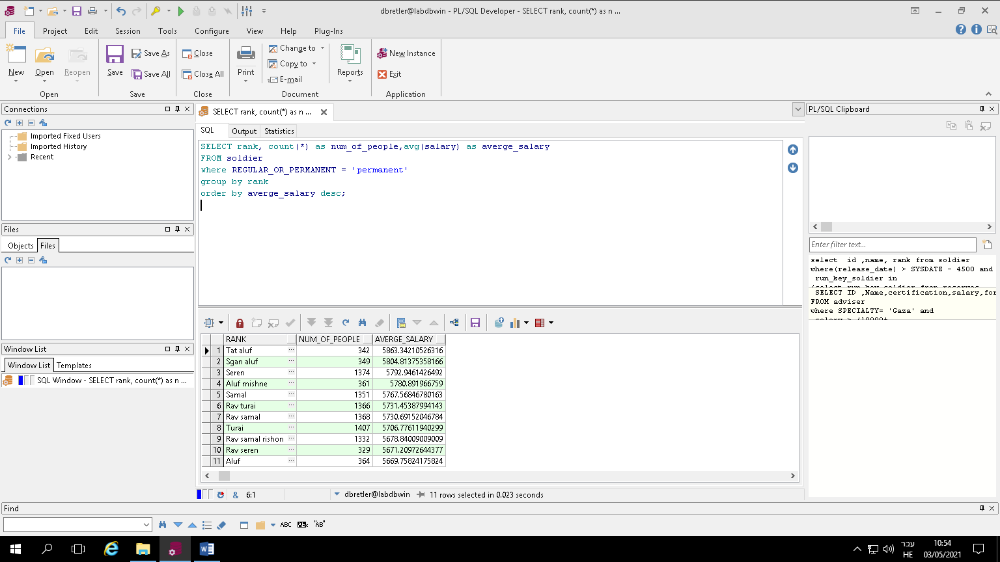 dbretler@labdbwin - PL/SQL Developer - SELECT rank, count(*) as n ...
File Project Edit Session Tools Configure View Help Plug-Ins
New Open Reopen
Save Save As Save All
Close Close All
Print Change to Copy to E-mail
Reports
New Instance
Exit
Open Save Close Document Application
Connections
Imported Fixed Users
Imported History
Recent
Files
Objects Files
Window List
Window List Templates
SQL Window - SELECT rank, count(*) as n ...
SELECT rank, count(*) as n ...
SQL Output Statistics
SELECT rank, count(*) as num_of_people,avg(salary) as averge_salary
FROM soldier
where REGULAR_OR_PERMANENT = 'permanent'
group by rank
order by averge_salary desc;
RANK NUM_OF_PEOPLE AVERGE_SALARY
1 Tat aluf ... 342 5863.34210526316
2 Sgan aluf ... 349 5804.81375358166
3 Seren ... 1374 5792.9461426492
4 Aluf mishne ... 361 5780.891966759
5 Samal ... 1351 5767.56846780163
6 Rav turai ... 1366 5731.45387994143
7 Rav samal ... 1368 5730.69152046784
8 Turai ... 1407 5706.77611940299
9 Rav samal rishon ... 1332 5678.84009009009
10 Rav seren ... 329 5671.20972644377
11 Aluf ... 364 5669.75824175824
& 6:1 dbretler@labdbwin 11 rows selected in 0.023 seconds
PL/SQL Clipboard
Enter filter text...
select id ,name, rank from soldier
where(release_date) > SYSDATE - 4500 and
run_key_soldier in
(select run_key_soldier from reserves
SELECT ID ,Name,certification,salary,for
FROM adviser
where SPECIALTY= 'Gaza' and
salary > (10000+
Find
ABC AB "AB"
עבר
HE
10:54
03/05/2021